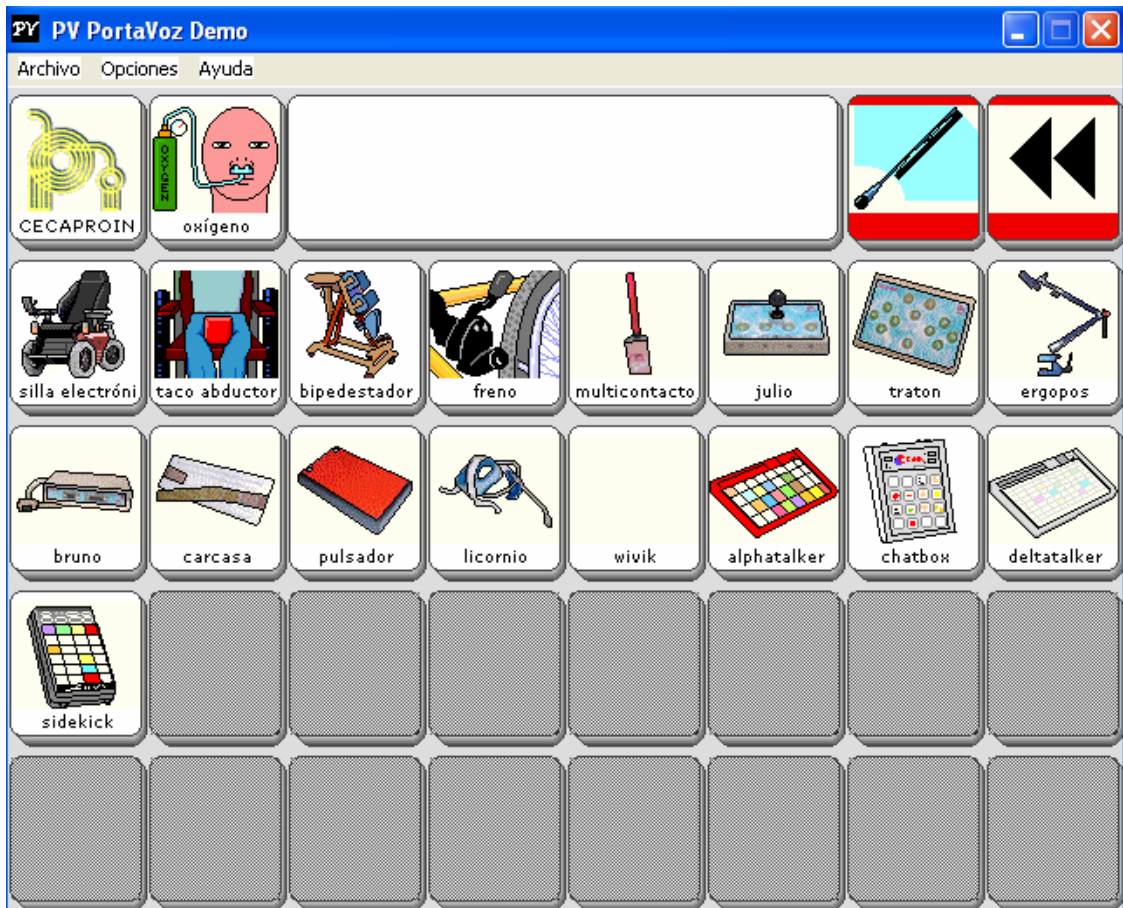 PV PV PortaVoz Demo
Archivo Opciones Ayuda
OXYGEN
CECAPROIN oxígeno
silla electróni taco abductor bipedestador freno multicontacto julio traton ergopos
bruno carcasa pulsador licornio wivik alphatalker chatbox deltatalker
sidekick